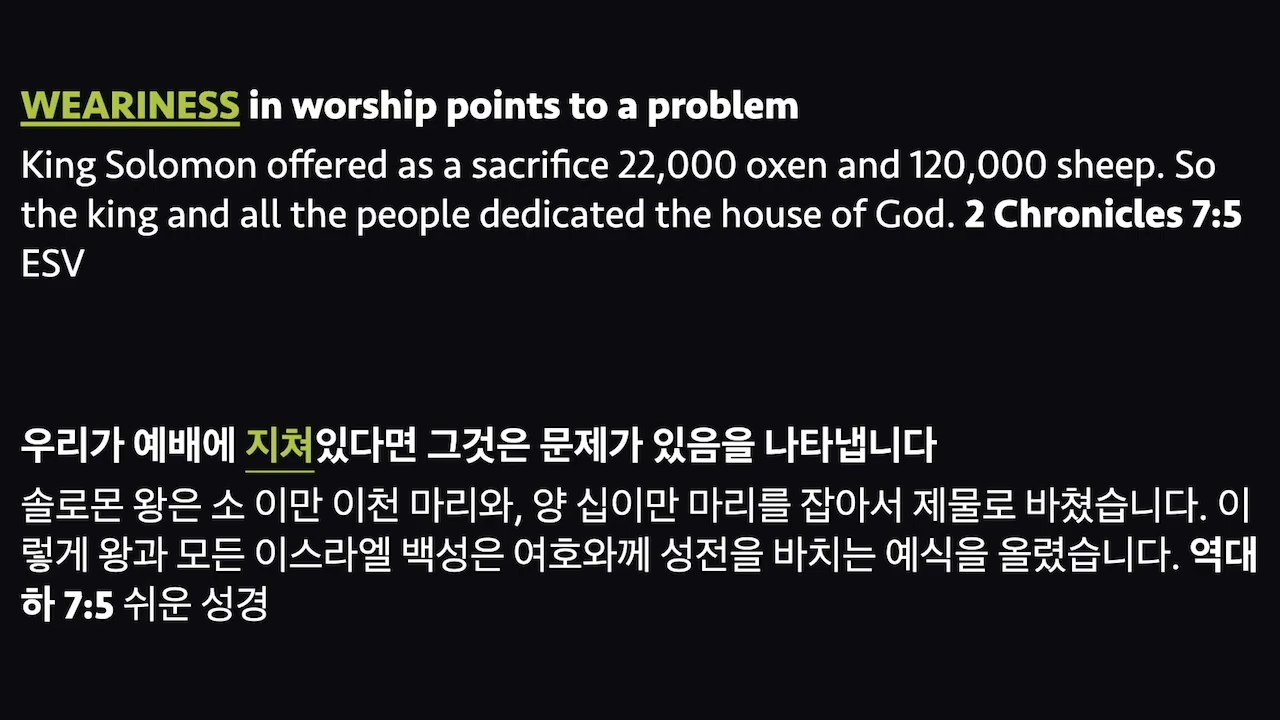 WEARINESS in worship points to a problem
King Solomon offered as a sacrifice 22,000 oxen and 120,000 sheep. So
the king and all the people dedicated the house of God. 2 Chronicles 7:5
ESV
우리가 예배에 지쳐있다면 그것은 문제가 있음을 나타냅니다
솔로몬 왕은 소 이만 이천 마리와, 양 십이만 마리를 잡아서 제물로 바쳤습니다. 이
렇게 왕과 모든 이스라엘 백성은 여호와께 성전을 바치는 예식을 올렸습니다. 역대
하 7:5 쉬운 성경